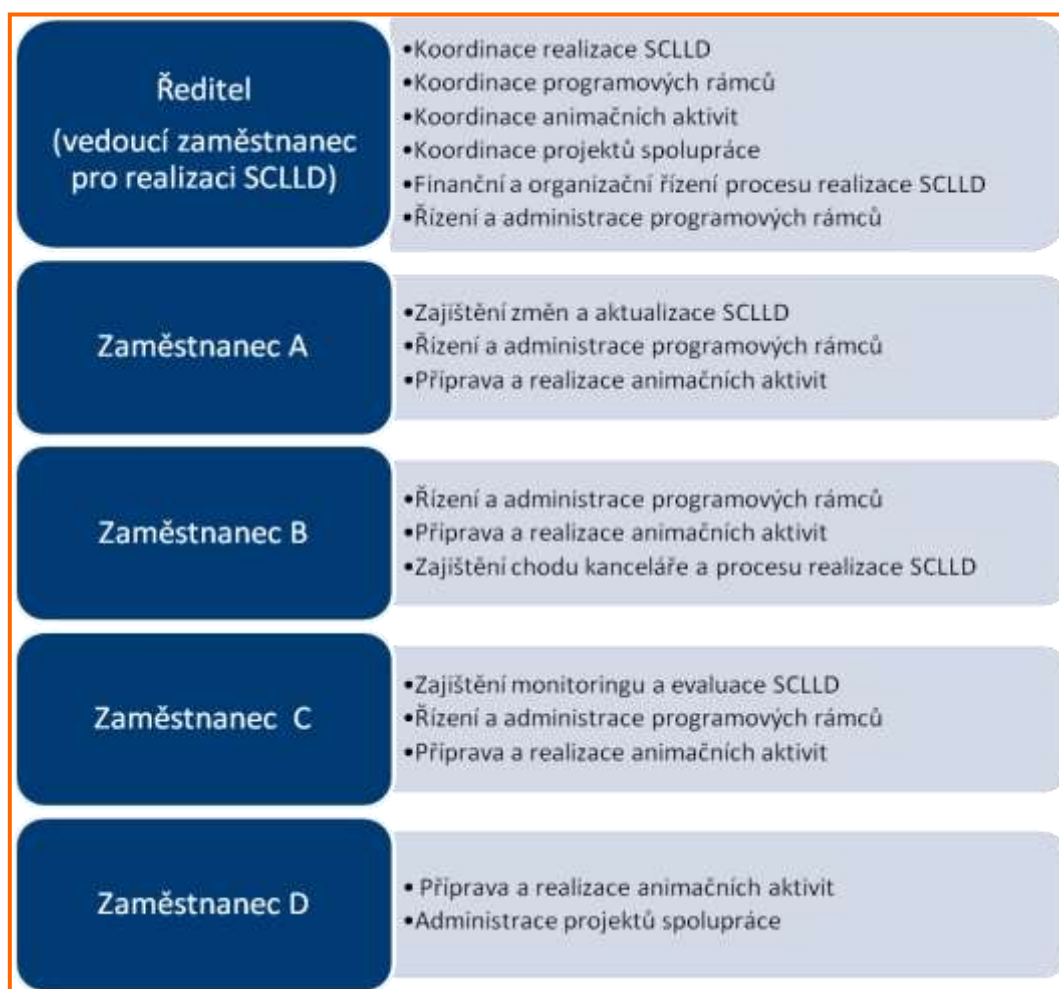 Ředitel
(vedoucí zaměstnanec
pro realizaci SCLLD)
•Koordinace realizace SCLLD
•Koordinace programových rámců
•Koordinace animačních aktivit
•Koordinace projektů spolupráce
•Finanční a organizační řízení procesu realizace SCLLD
•Řízení a administrace programových rámců
Zaměstnanec A
•Zajištění změn a aktualizace SCLLD
•Řízení a administrace programových rámců
•Příprava a realizace animačních aktivit
Zaměstnanec B
•Řízení a administrace programových rámců
•Příprava a realizace animačních aktivit
•Zajištění chodu kanceláře a procesu realizace SCLLD
Zaměstnanec C
•Zajištění monitoringu a evaluace SCLLD
•Řízení a administrace programových rámců
•Příprava a realizace animačních aktivit
Zaměstnanec D
• Příprava a realizace animačních aktivit
•Administrace projektů spolupráce